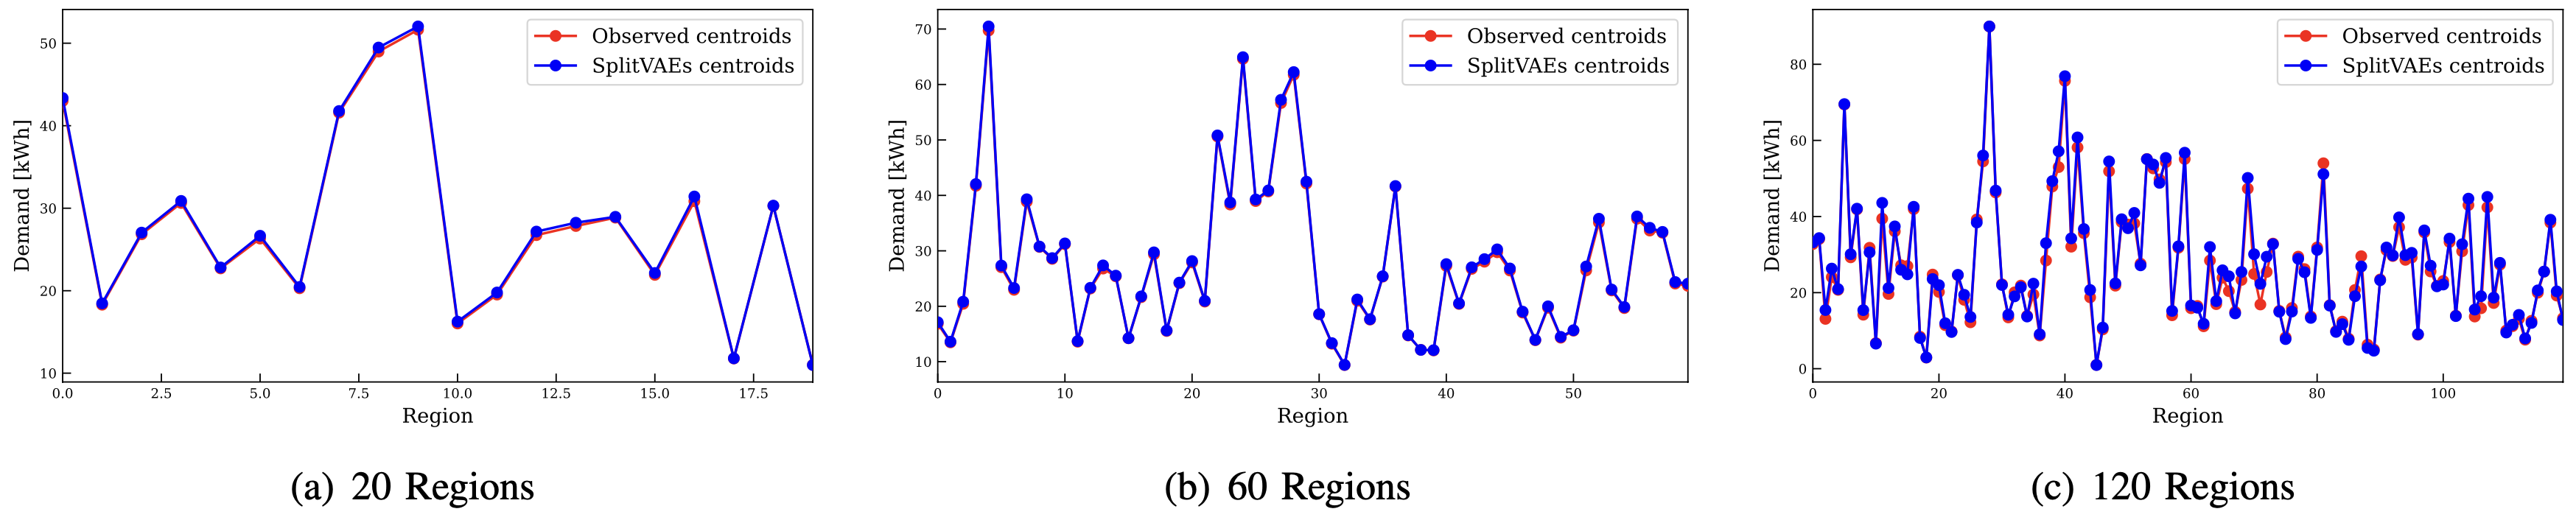 Observed centroids
SplitVAEs centroids
50
40
30
20
10
Demand [kWh]
0.0 2.5 5.0 7.5 10.0 12.5 15.0 17.5
Region
(a) 20 Regions
Observed centroids
SplitVAEs centroids
70
60
50
40
30
20
10
Demand [kWh]
0 10 20 30 40 50
Region
(b) 60 Regions
Observed centroids
SplitVAEs centroids
80
60
40
20
0
Demand [kWh]
0 20 40 60 80 100
Region
(c) 120 Regions